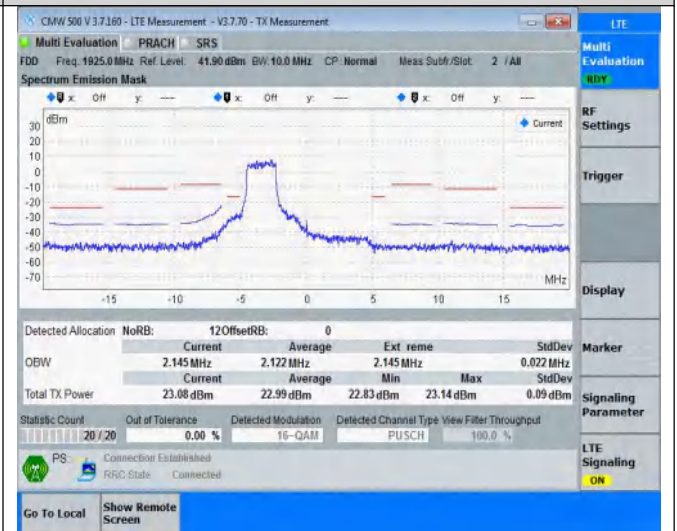 CMW 500 V 3.7.160 - LTE Measurement - V3.7.70 - TX Measurement
LTE
Multi Evaluation PRACH SRS
Multi
Evaluation
RDY
FDD Freq.: 1925.0 MHz Ref. Level: 41.90 dBm BW: 10.0 MHz CP: Normal Meas Subfr./Slot: 2 / All
Spectrum Emission Mask
x: Off y: --- x: Off y: --- x: Off y: ---
dBm
Current
30
20
10
0
-10
-20
-30
-40
-50
-60
-70
MHz
-15 -10 -5 0 5 10 15
RF
Settings
Trigger
Display
Marker
Signaling
Parameter
LTE
Signaling
ON
Detected Allocation NoRB: 12 OffsetRB: 0
Current Average Ext reme StdDev
OBW 2.145 MHz 2.122 MHz 2.145 MHz 0.022 MHz
Current Average Min Max StdDev
Total TX Power 23.08 dBm 22.99 dBm 22.83 dBm 23.14 dBm 0.09 dBm
Statistic Count Out of Tolerance Detected Modulation Detected Channel Type View Filter Throughput
20 / 20 0.00 % 16-QAM PUSCH 100.0 %
PS: Connection Established
RRC State Connected
Go To Local
Show Remote
Screen